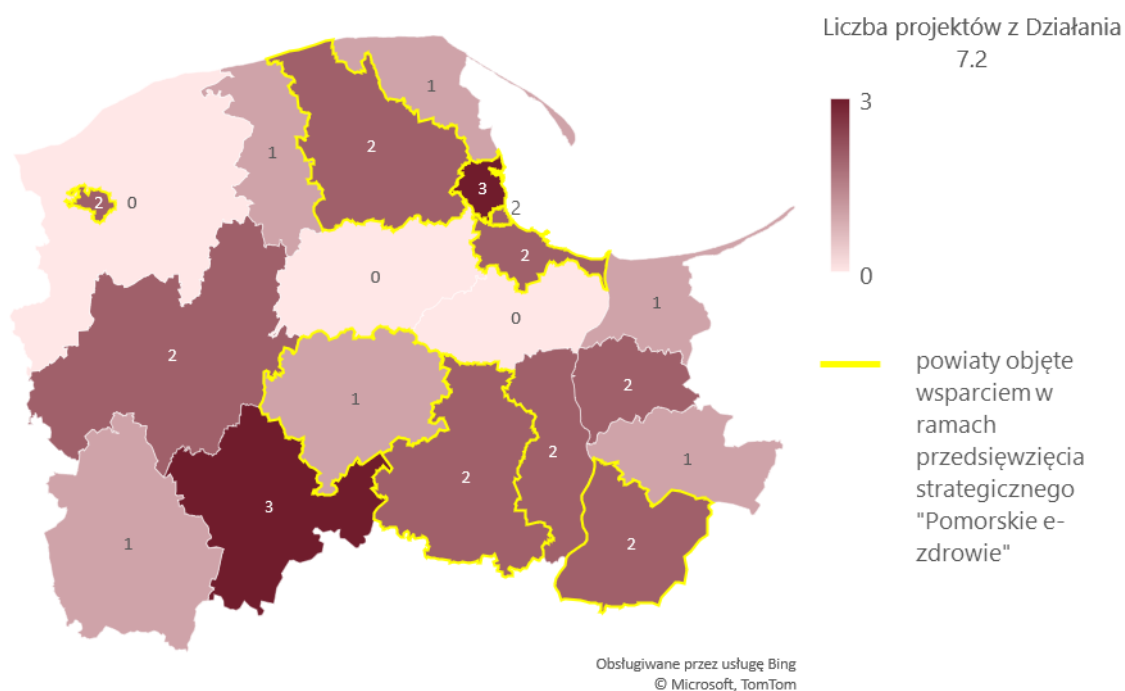 Liczba projektów z Działania
7.2
3
0
1
2
1
3
2
0
2
2
0
0
1
2
1
2
2
2
1
3
1
2
powiaty objęte
wsparciem w
ramach
przedsięwzięcia
strategicznego
"Pomorskie e-
zdrowie"
Obsługiwane przez usługę Bing
© Microsoft, TomTom